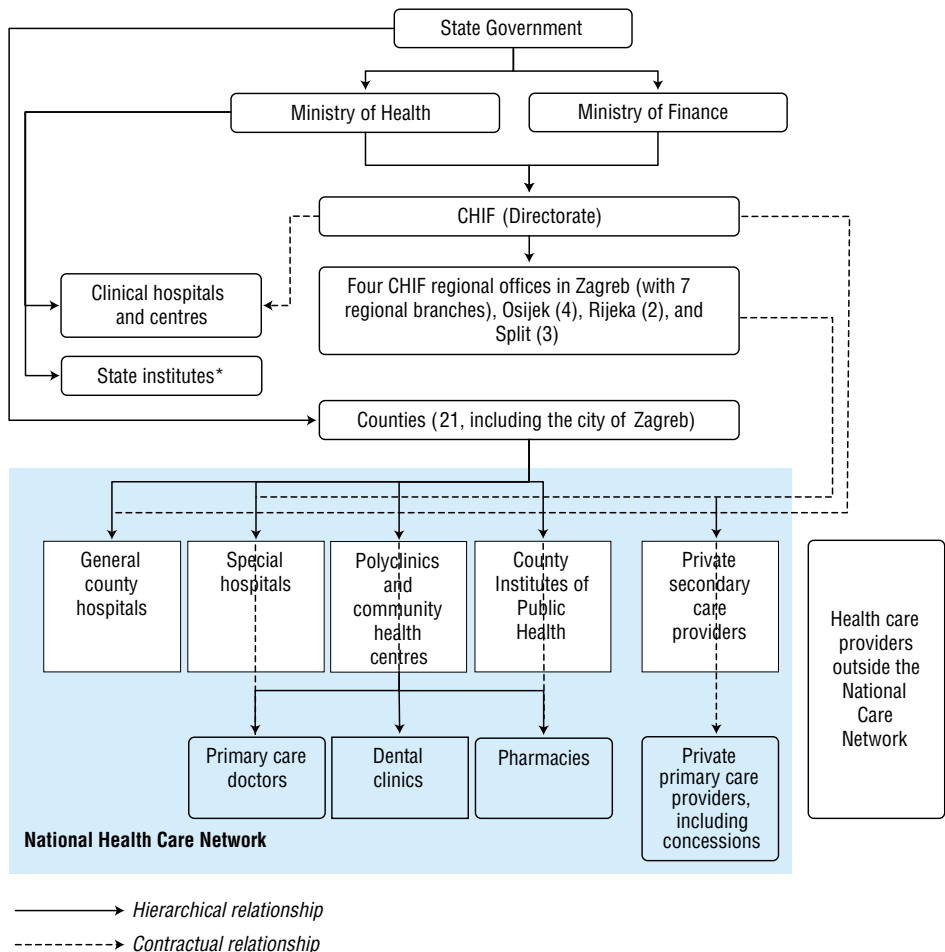 State Government
Ministry of Health
Ministry of Finance
CHIF (Directorate)
Clinical hospitals
and centres
Four CHIF regional offices in Zagreb (with 7
regional branches), Osijek (4), Rijeka (2), and
Split (3)
State institutes*
Counties (21, including the city of Zagreb)
General
county
hospitals
Special
hospitals
Polyclinics
and
community
health
centres
County
Institutes of
Public
Health
Private
secondary
care
providers
Health care
providers
outside the
National
Care
Network
Primary care
doctors
Dental
clinics
Pharmacies
Private
primary care
providers,
including
concessions
National Health Care Network
Hierarchical relationship
Contractual relationship